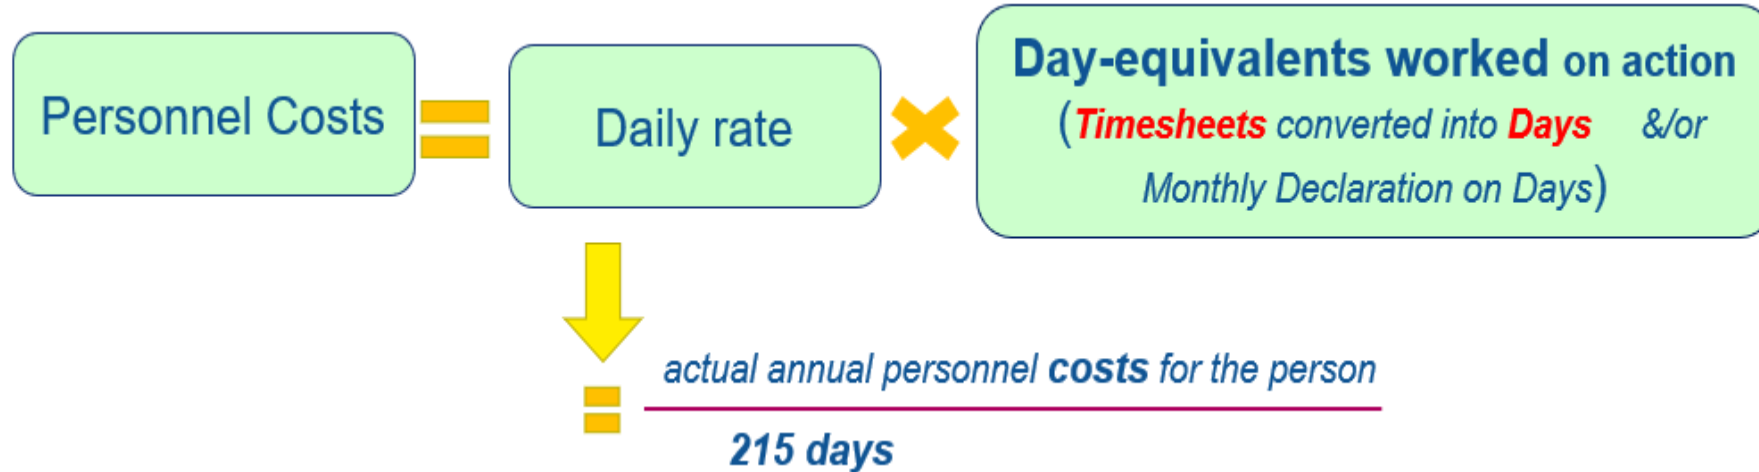 Personnel Costs
Daily rate
Day-equivalents worked on action
(Timesheets converted into Days &/or
Monthly Declaration on Days)
actual annual personnel costs for the person
215 days